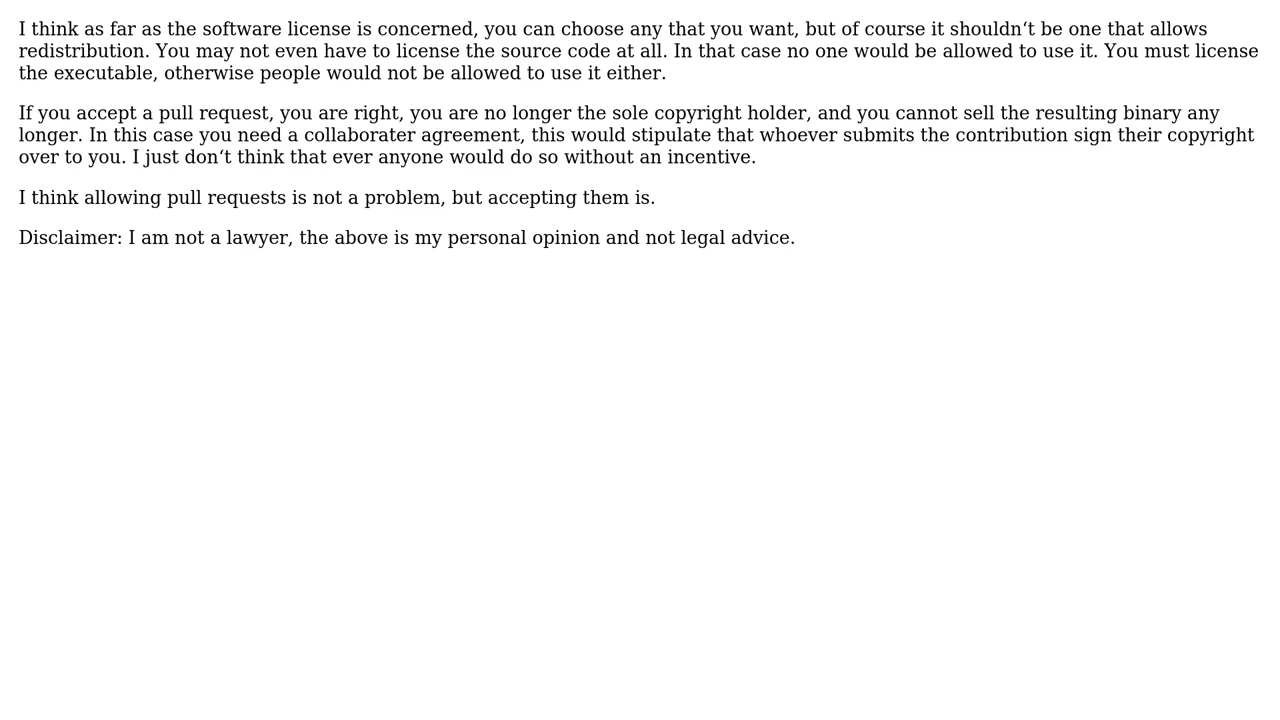 I think as far as the software license is concerned, you can choose any that you want, but of course it shouldn‘t be one that allows
redistribution. You may not even have to license the source code at all. In that case no one would be allowed to use it. You must license
the executable, otherwise people would not be allowed to use it either.
If you accept a pull request, you are right, you are no longer the sole copyright holder, and you cannot sell the resulting binary any
longer. In this case you need a collaborater agreement, this would stipulate that whoever submits the contribution sign their copyright
over to you. I just don‘t think that ever anyone would do so without an incentive.
I think allowing pull requests is not a problem, but accepting them is.
Disclaimer: I am not a lawyer, the above is my personal opinion and not legal advice.